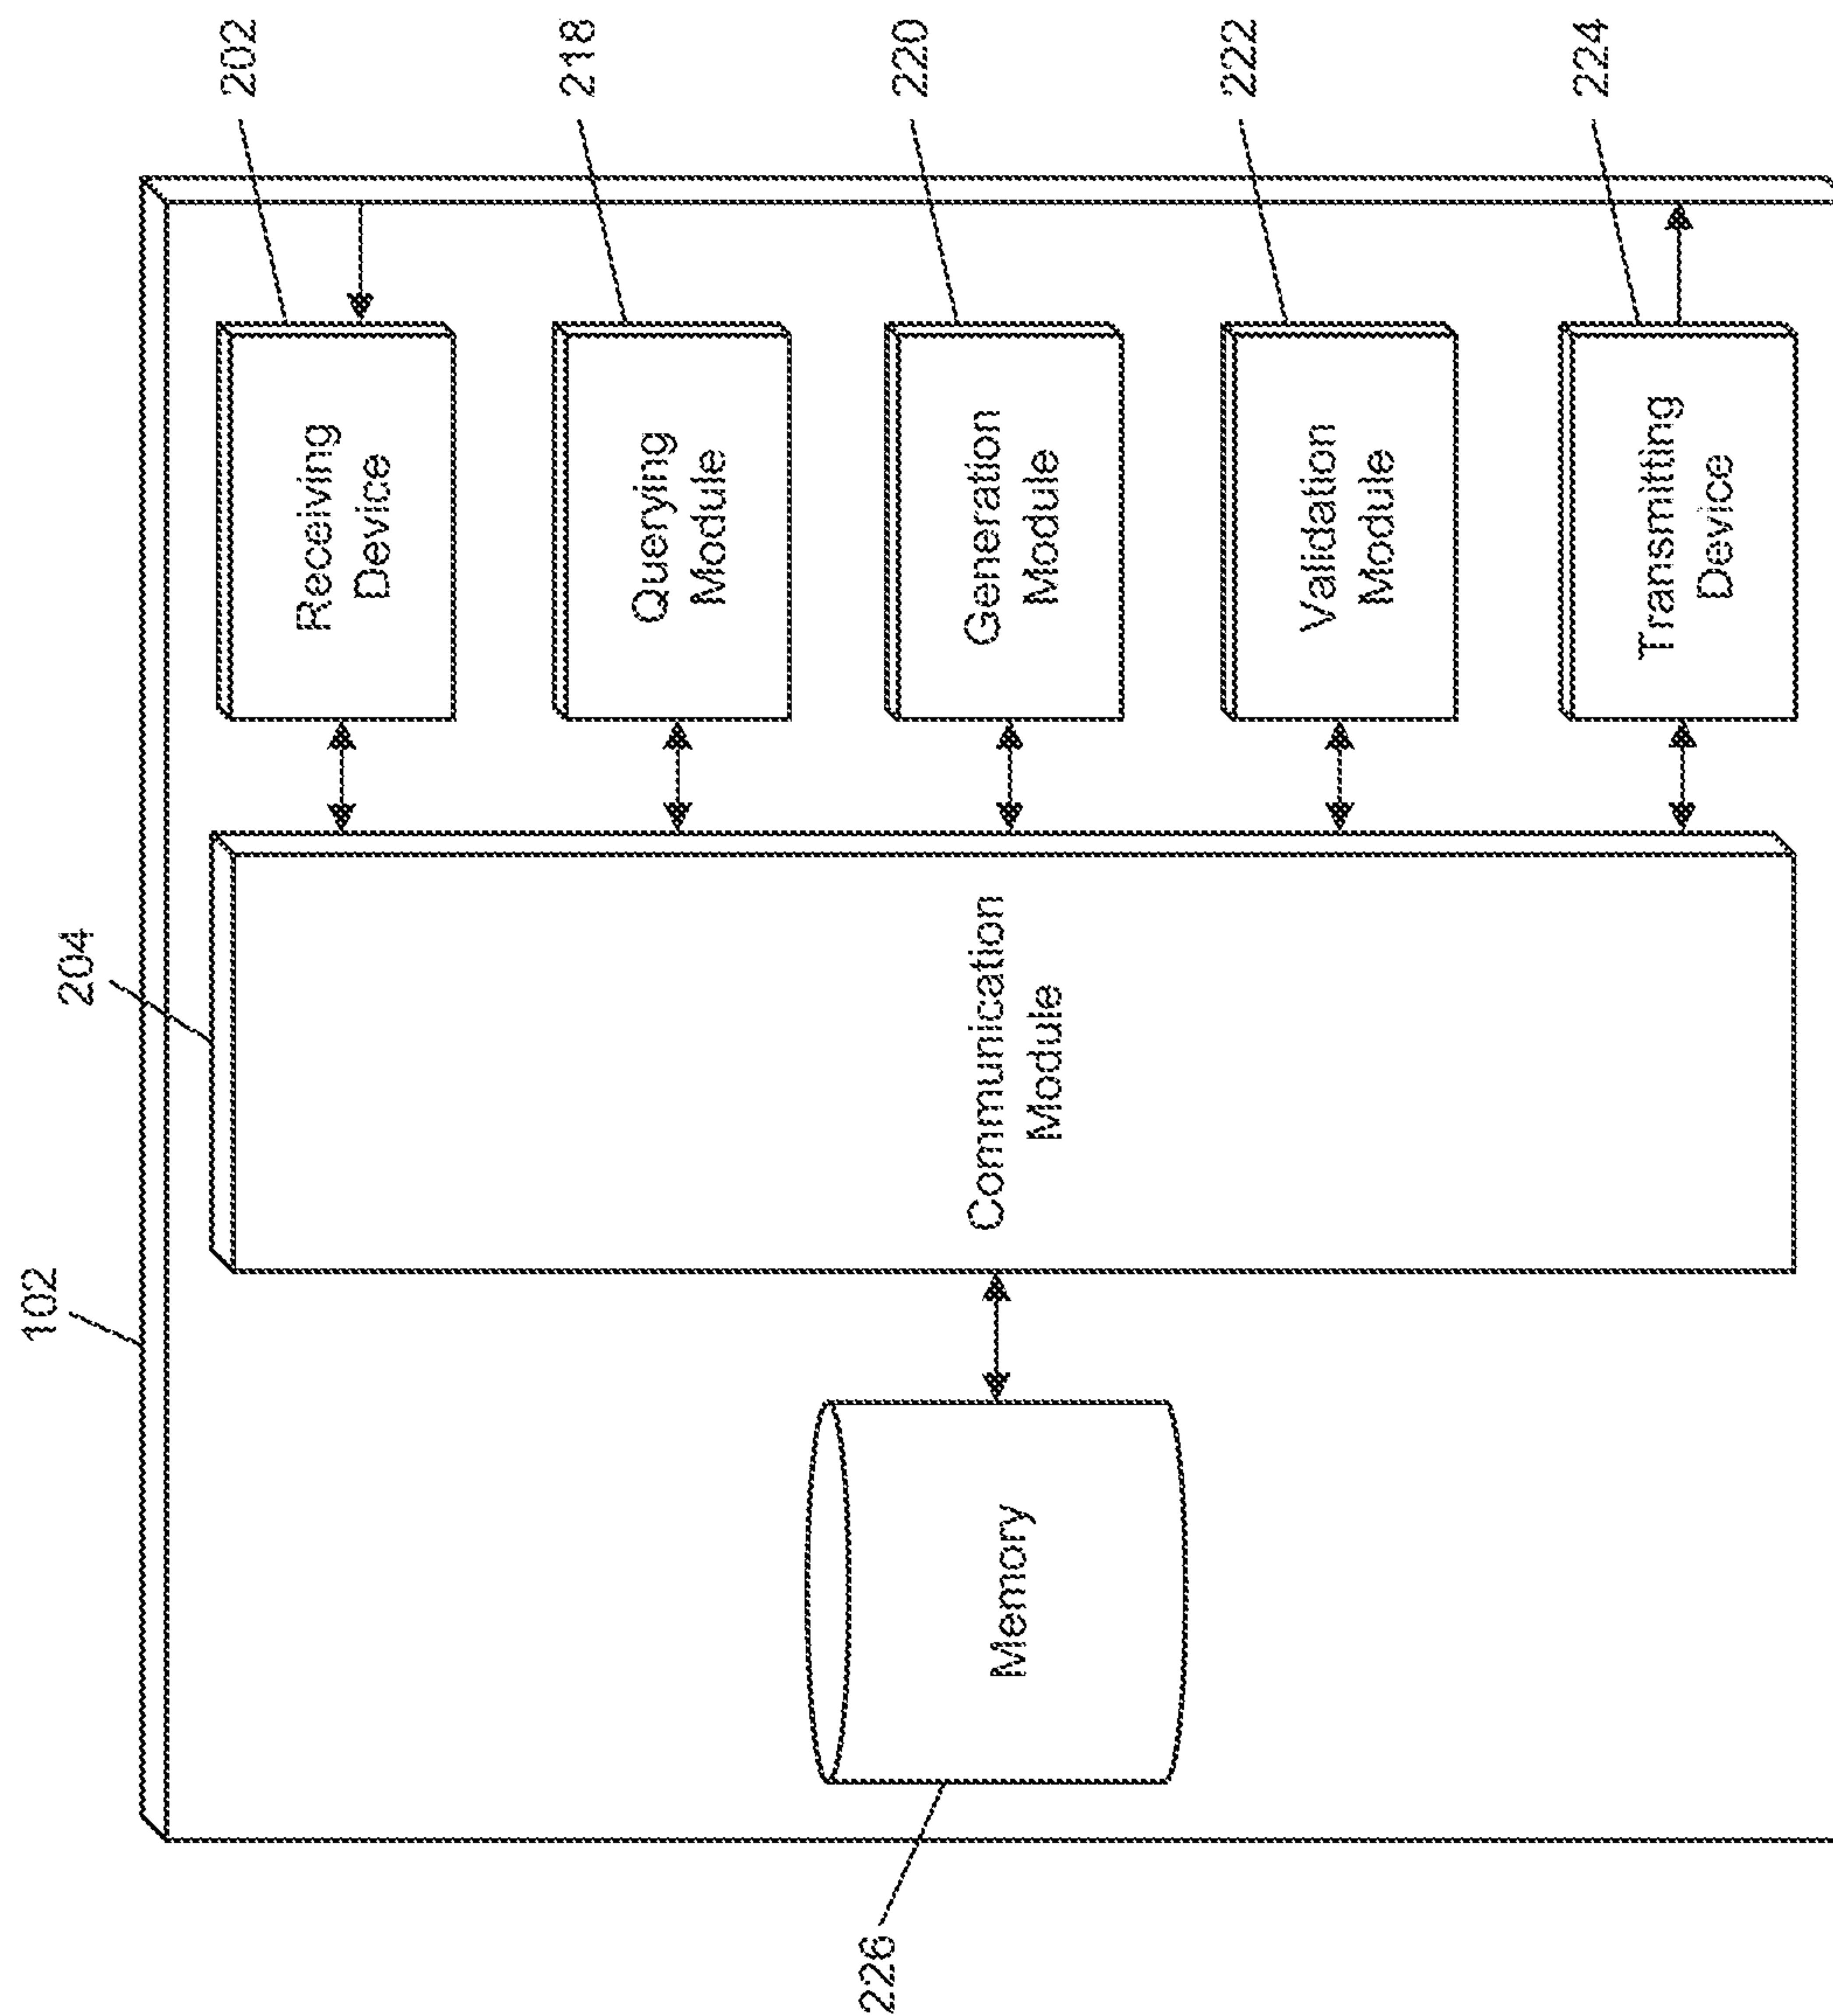 102
204
202
Receiving
Device
218
Querying
Module
220
Generation
Module
222
Validation
Module
224
Transmitting
Device
Communication
Module
Memory
226